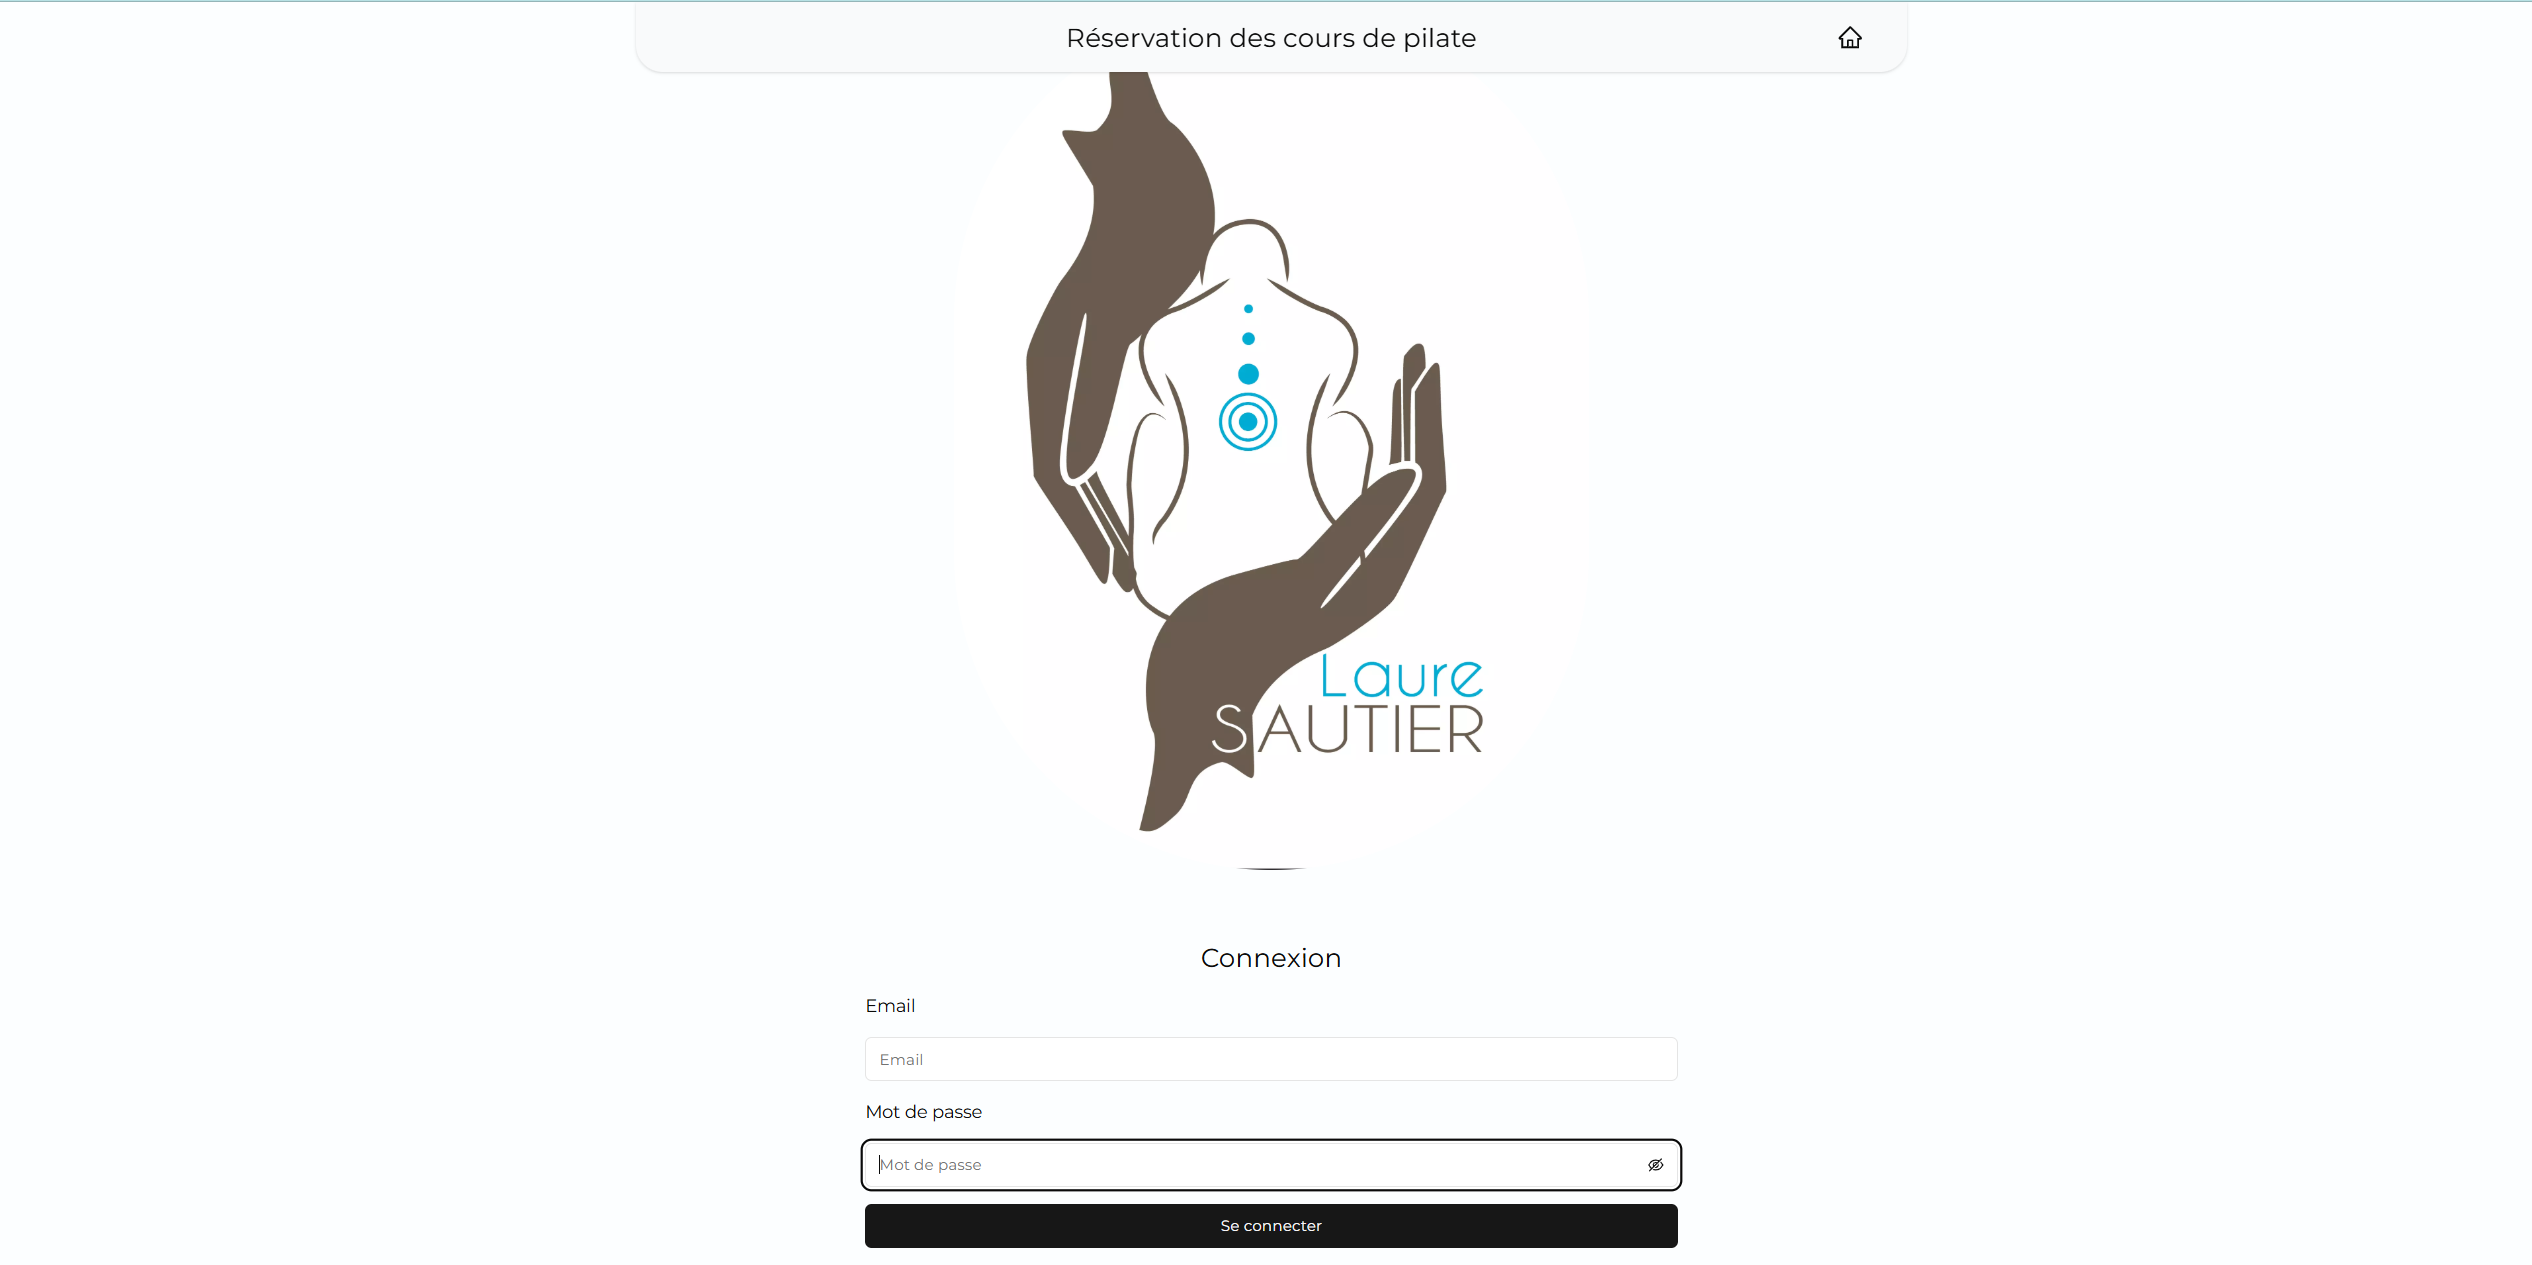 Réservation des cours de pilate
Laure
SAUTIER
Connexion
Email
Email
Mot de passe
Mot de passe
Se connecter